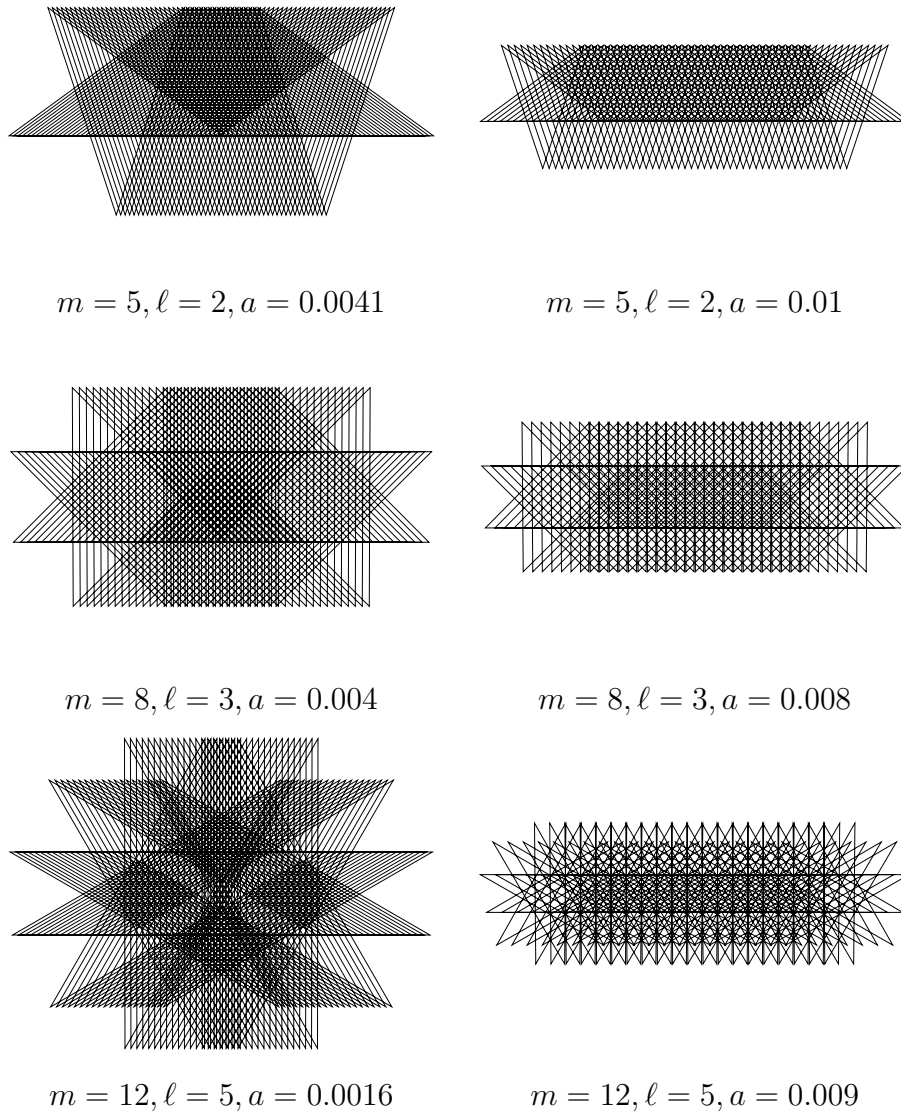 m = 5, ℓ = 2, a = 0.0041
m = 5, ℓ = 2, a = 0.01
m = 8, ℓ = 3, a = 0.004
m = 8, ℓ = 3, a = 0.008
m = 12, ℓ = 5, a = 0.0016
m = 12, ℓ = 5, a = 0.009